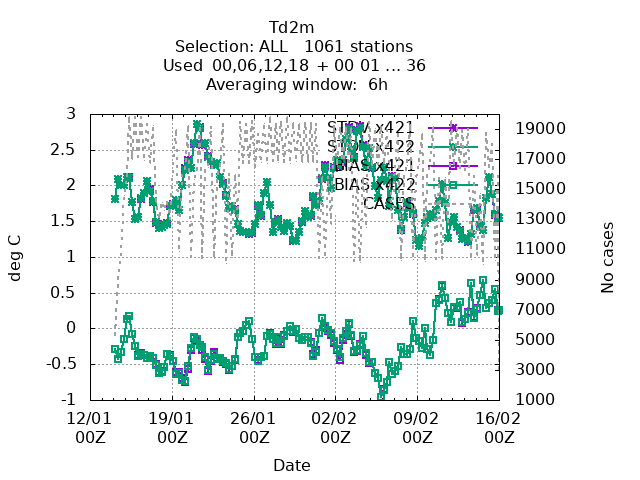 Td2m
Selection: ALL   1061 stations
Used  00,06,12,18  + 00 01 ... 36
Averaging window:  6h
deg C
3
2.5
2
1.5
1
0.5
0
-0.5
-1
STDV x421
STDV x422
BIAS x421
BIAS x422
CASES
19000
17000
15000
13000
11000
9000
7000
5000
3000
1000
No cases
12/01 19/01 26/01 02/02 09/02 16/02
00Z 00Z 00Z 00Z 00Z 00Z
Date